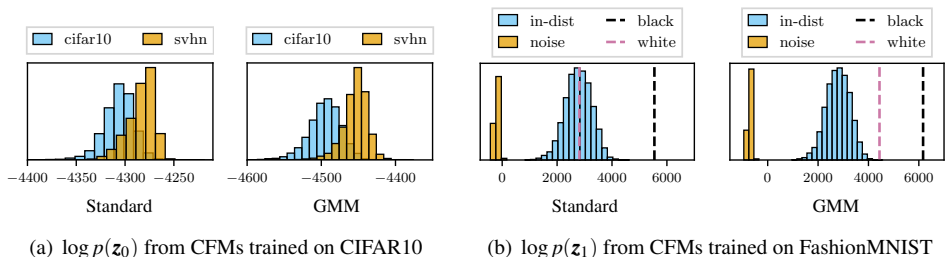 cifar10 svhn
−4400 −4350 −4300 −4250
Standard
cifar10 svhn
−4600 −4500 −4400
GMM
(a) log p(z₀) from CFMs trained on CIFAR10
in-dist black
noise white
0 2000 4000 6000
Standard
in-dist black
noise white
0 2000 4000 6000
GMM
(b) log p(z₁) from CFMs trained on FashionMNIST